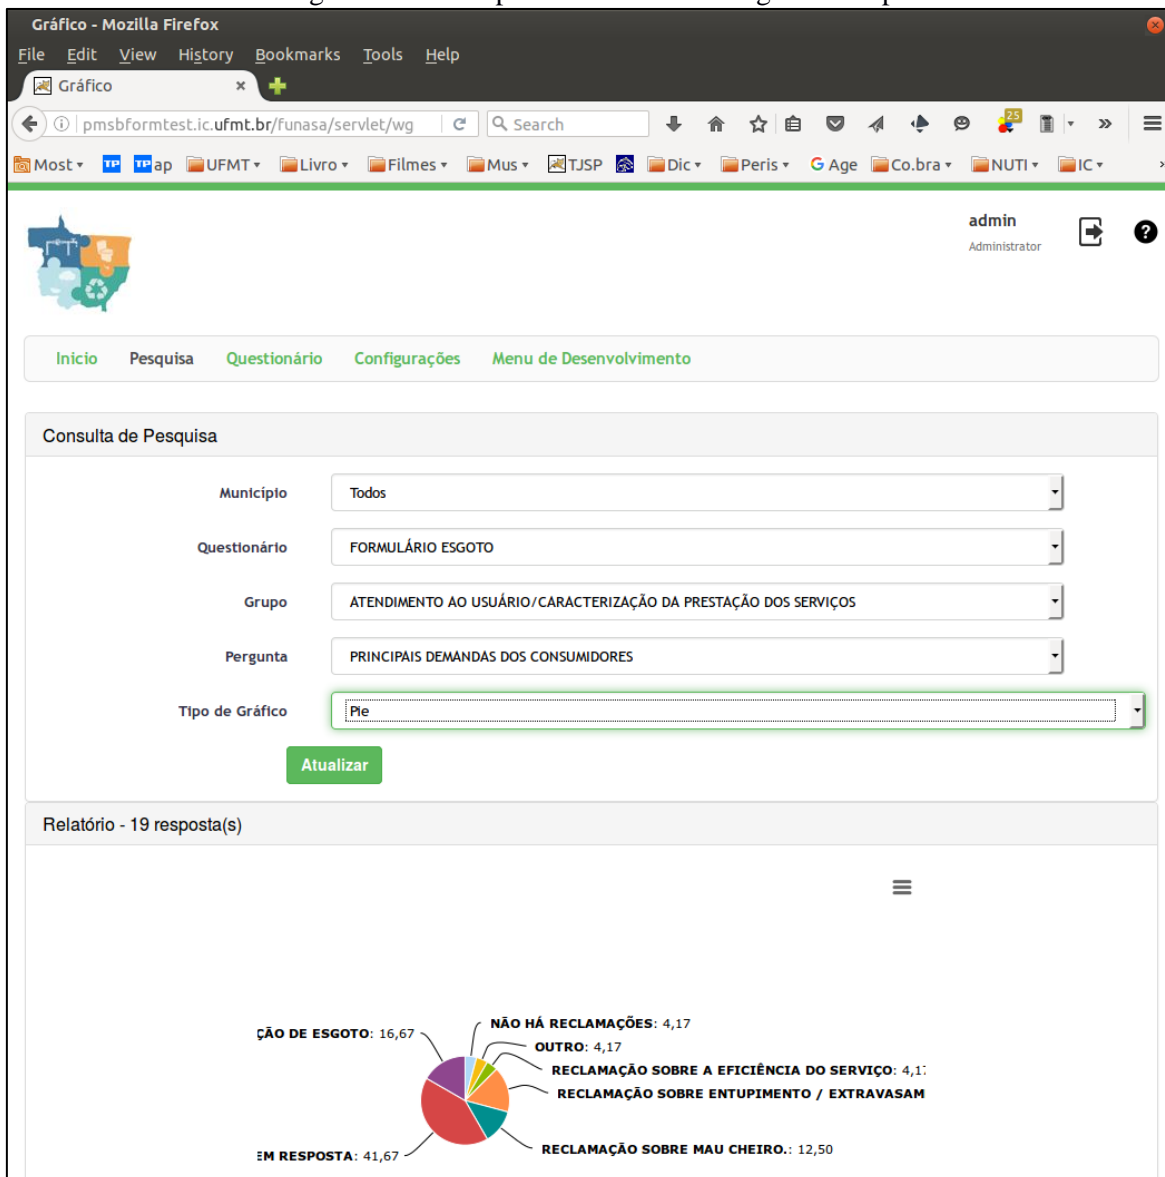 Gráfico - Mozilla Firefox
File Edit View History Bookmarks Tools Help
Gráfico
pmsbformtest.ic.ufmt.br/funasa/servlet/wg Search 25
Most TP TP ap UFMT Livro Filmes Mus TJSP Dic Peris G Age Co.bra NUTI IC
admin
Administrator
Inicio Pesquisa Questionário Configurações Menu de Desenvolvimento
Consulta de Pesquisa
Município Todos
Questionário FORMULÁRIO ESGOTO
Grupo ATENDIMENTO AO USUÁRIO/CARACTERIZAÇÃO DA PRESTAÇÃO DOS SERVIÇOS
Pergunta PRINCIPAIS DEMANDAS DOS CONSUMIDORES
Tipo de Gráfico Pie
Atualizar
Relatório - 19 resposta(s)
NÃO HÁ RECLAMAÇÕES: 4,17
ÇÃO DE ESGOTO: 16,67
OUTRO: 4,17
RECLAMAÇÃO SOBRE A EFICIÊNCIA DO SERVIÇO: 4,17
RECLAMAÇÃO SOBRE ENTUPIMENTO / EXTRAVASAM
RECLAMAÇÃO SOBRE MAU CHEIRO.: 12,50
EM RESPOSTA: 41,67